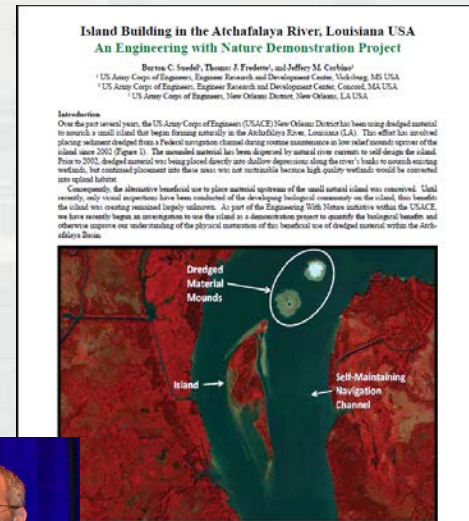 Island Building in the Atchafalaya River, Louisiana USA
An Engineering with Nature Demonstration Project
Burton C. Suedel¹, Thomas J. Fredette², and Jeffery M. Corbino³
¹ US Army Corps of Engineers, Engineer Research and Development Center, Vicksburg, MS USA
² US Army Corps of Engineers, Engineer Research and Development Center, Concord, MA USA
³ US Army Corps of Engineers, New Orleans District, New Orleans, LA USA
Introduction
Over the past several years, the US Army Corps of Engineers (USACE) New Orleans District has been using dredged material
to nourish a small island that began forming naturally in the Atchafalaya River, Louisiana (LA). This effort has involved
placing sediment dredged from a Federal navigation channel during routine maintenance in low relief mounds upriver of the
island since 2002 (Figure 1). The mounded material has been dispersed by natural river currents to self-design the island.
Prior to 2002, dredged material was being placed directly into shallow depressions along the river's banks to nourish existing
wetlands, but continued placement into these areas was not sustainable because high quality wetlands would be converted
into upland habitat.
Consequently, the alternative beneficial use to place material upstream of the small natural island was conceived. Until
recently, only visual inspections have been conducted of the developing biological community on the island, thus benefits
the island was creating remained largely unknown. As part of the Engineering With Nature initiative within the USACE,
we have recently begun an investigation to use the island as a demonstration project to quantify the biological benefits and
otherwise improve our understanding of the physical maturation of this beneficial use of dredged material within the Atch-
afalaya Basin.
Dredged
Material
Mounds
Island
Self-Maintaining
Navigation
Channel